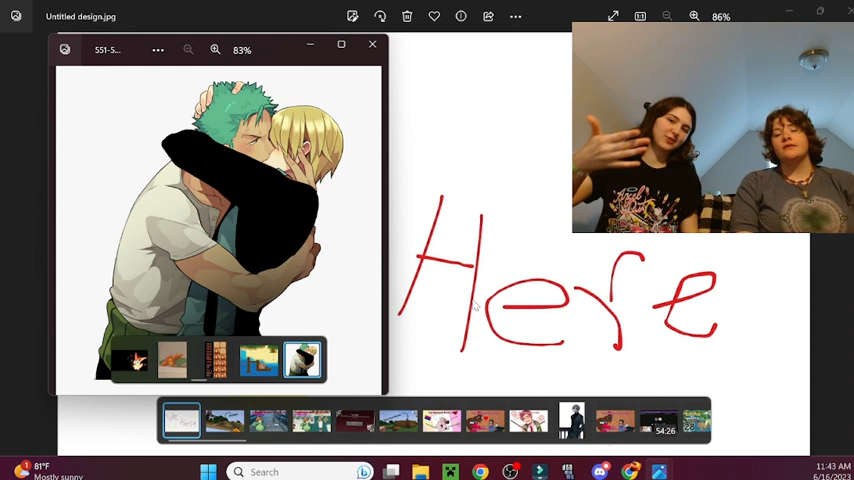 Untitled design.jpg
86%
551-5...
83%
Here
54:26
81°F
Mostly sunny
Search
11:43 AM
6/16/2023